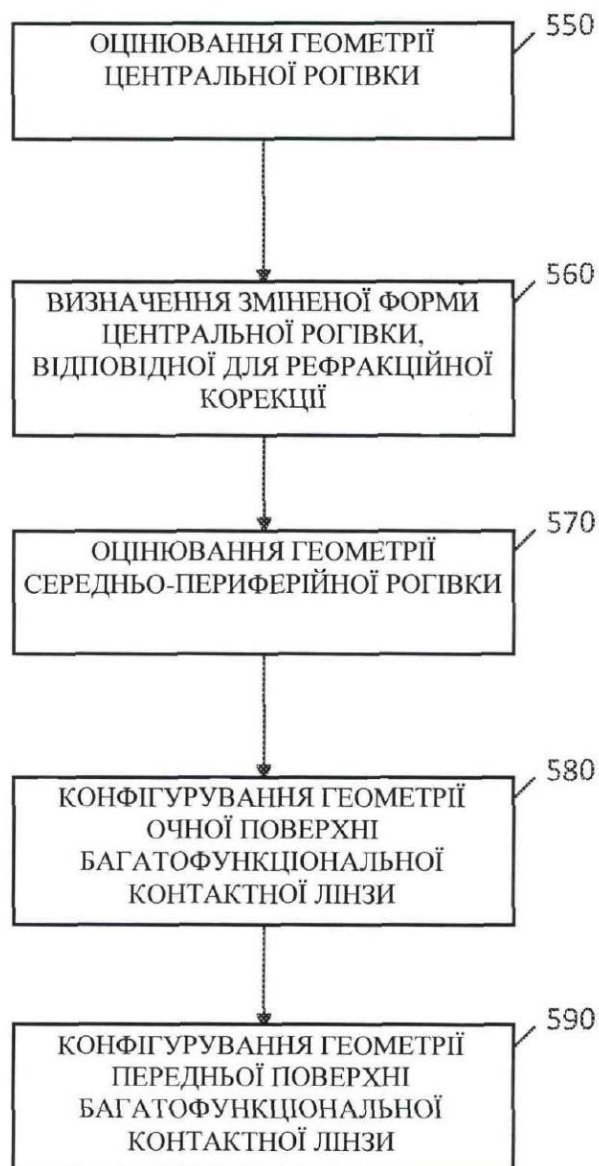 550
ОЦІНЮВАННЯ ГЕОМЕТРІЇ
ЦЕНТРАЛЬНОЇ РОГІВКИ
560
ВИЗНАЧЕННЯ ЗМІНЕНОЇ ФОРМИ
ЦЕНТРАЛЬНОЇ РОГІВКИ,
ВІДПОВІДНОЇ ДЛЯ РЕФРАКЦІЙНОЇ
КОРЕКЦІЇ
570
ОЦІНЮВАННЯ ГЕОМЕТРІЇ
СЕРЕДНЬО-ПЕРИФЕРІЙНОЇ РОГІВКИ
580
КОНФІГУРУВАННЯ ГЕОМЕТРІЇ
ОЧНОЇ ПОВЕРХНІ
БАГАТОФУНКЦІОНАЛЬНОЇ
КОНТАКТНОЇ ЛІНЗИ
590
КОНФІГУРУВАННЯ ГЕОМЕТРІЇ
ПЕРЕДНЬОЇ ПОВЕРХНІ
БАГАТОФУНКЦІОНАЛЬНОЇ
КОНТАКТНОЇ ЛІНЗИ